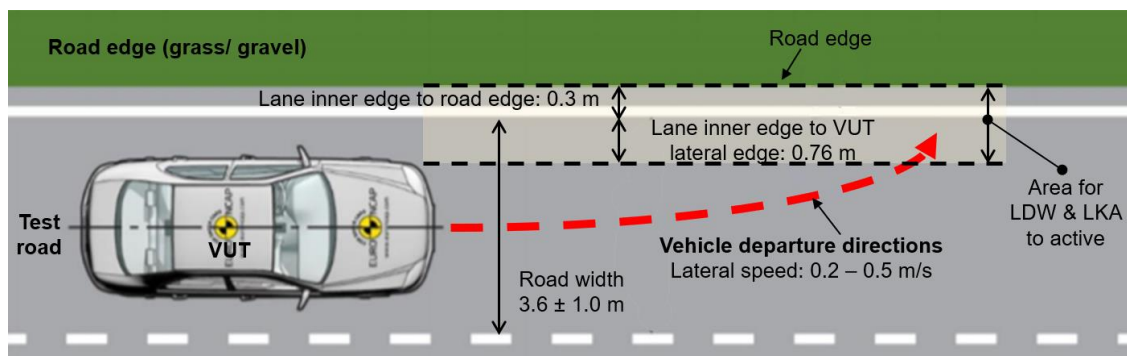 Road edge (grass/ gravel)
Road edge
Lane inner edge to road edge: 0.3 m
Lane inner edge to VUT
lateral edge: 0.76 m
Test
road
VUT
Area for
LDW & LKA
to active
Vehicle departure directions
Lateral speed: 0.2 – 0.5 m/s
Road width
3.6 ± 1.0 m